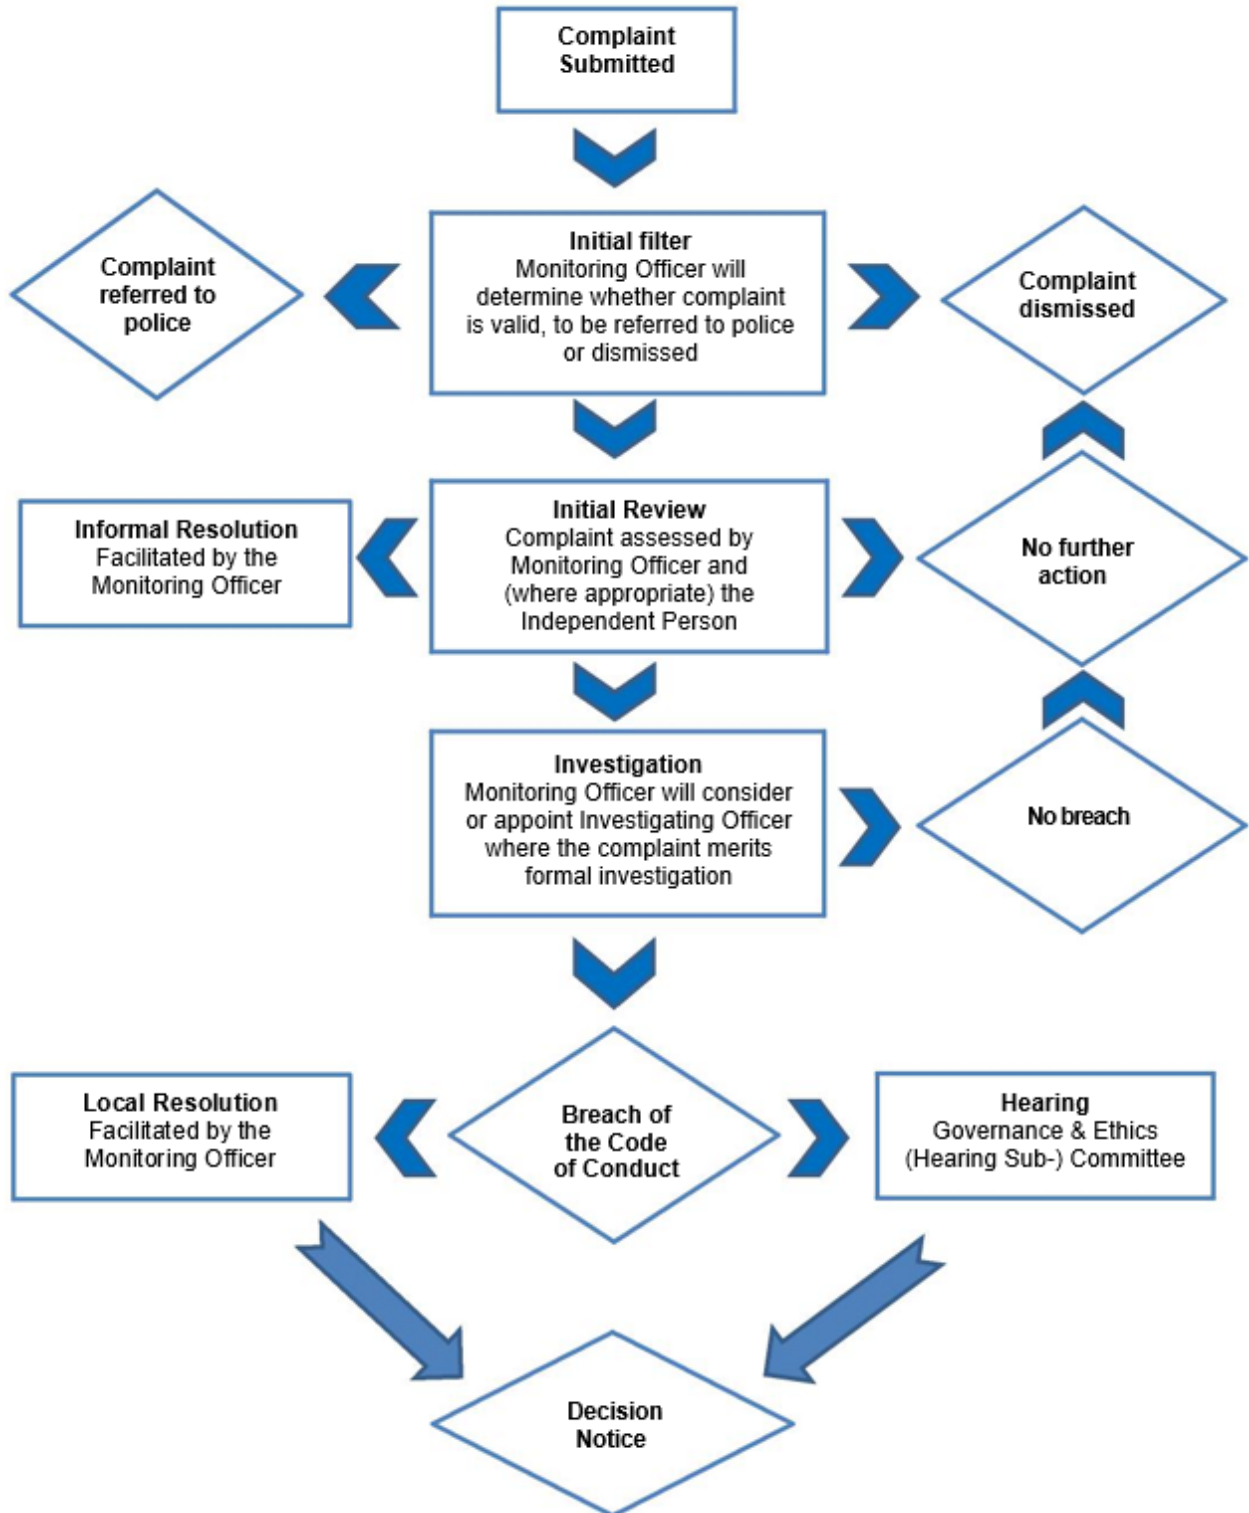 Complaint
Submitted
Complaint
referred to
police
Initial filter
Monitoring Officer will
determine whether complaint
is valid, to be referred to police
or dismissed
Complaint
dismissed
Informal Resolution
Facilitated by the
Monitoring Officer
Initial Review
Complaint assessed by
Monitoring Officer and
(where appropriate) the
Independent Person
No further
action
Investigation
Monitoring Officer will consider
or appoint Investigating Officer
where the complaint merits
formal investigation
No breach
Local Resolution
Facilitated by the
Monitoring Officer
Breach of
the Code
of Conduct
Hearing
Governance & Ethics
(Hearing Sub-) Committee
Decision
Notice